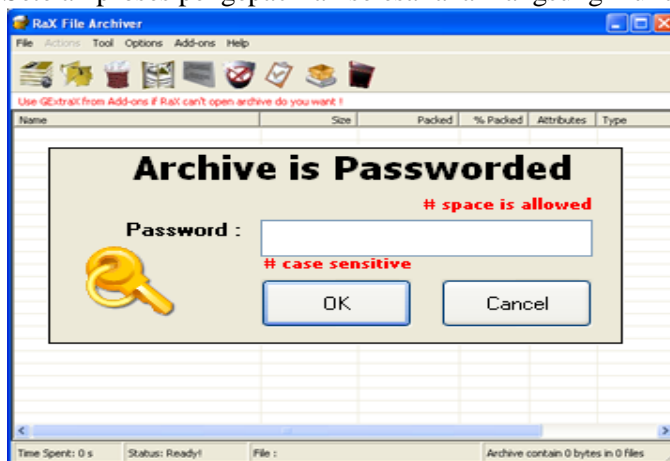 RaX File Archiver
File Actions Tool Options Add-ons Help
Use GExtraX from Add-ons if RaX can't open archive do you want !
Name Size Packed % Packed Attributes Type
Archive is Passworded
# space is allowed
Password :
# case sensitive
OK Cancel
Time Spent: 0 s Status: Ready! File : Archive contain 0 bytes in 0 files